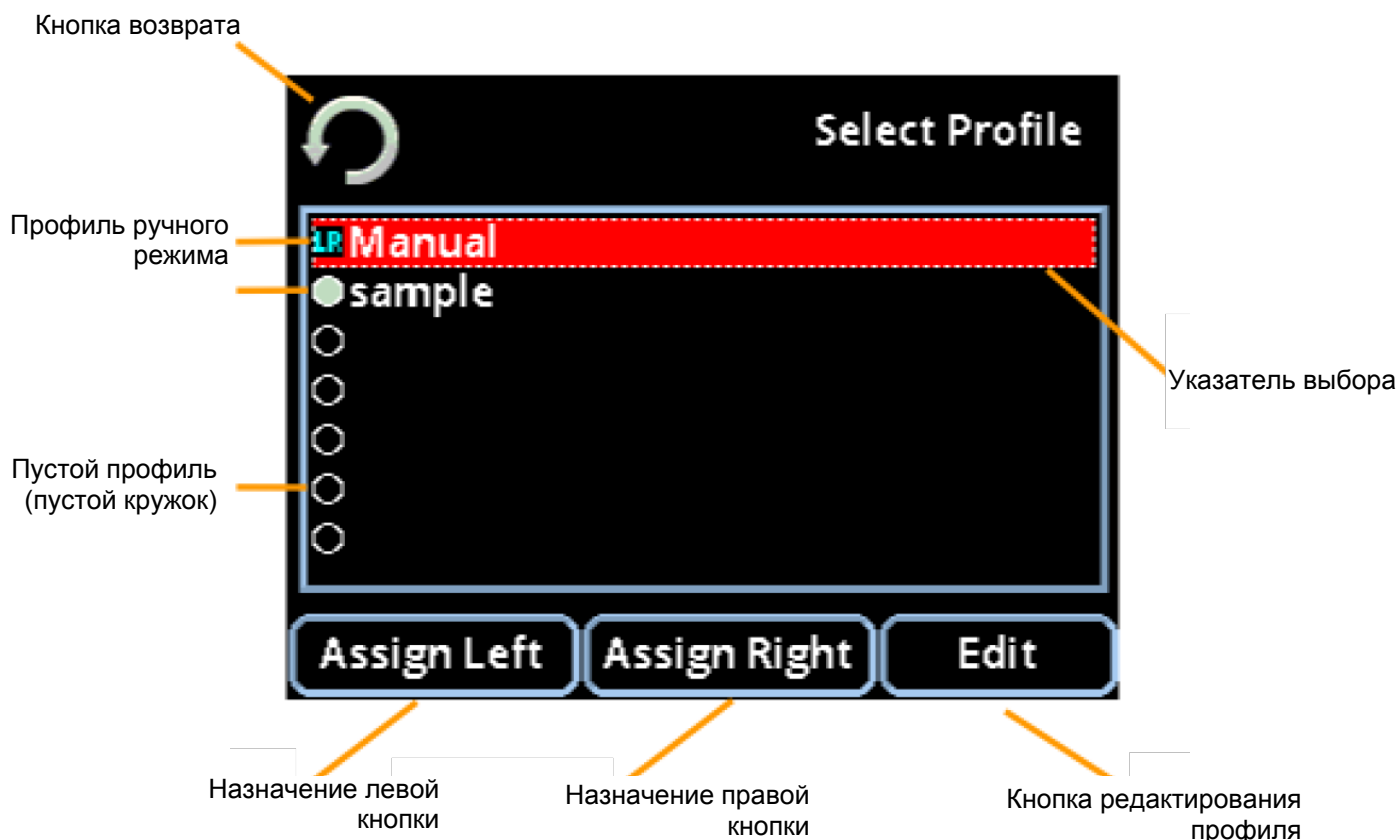 Кнопка возврата
Select Profile
Профиль ручного
режима
LR Manual
sample
Указатель выбора
Пустой профиль
(пустой кружок)
Assign Left
Assign Right
Edit
Назначение левой
кнопки
Назначение правой
кнопки
Кнопка редактирования
профиля